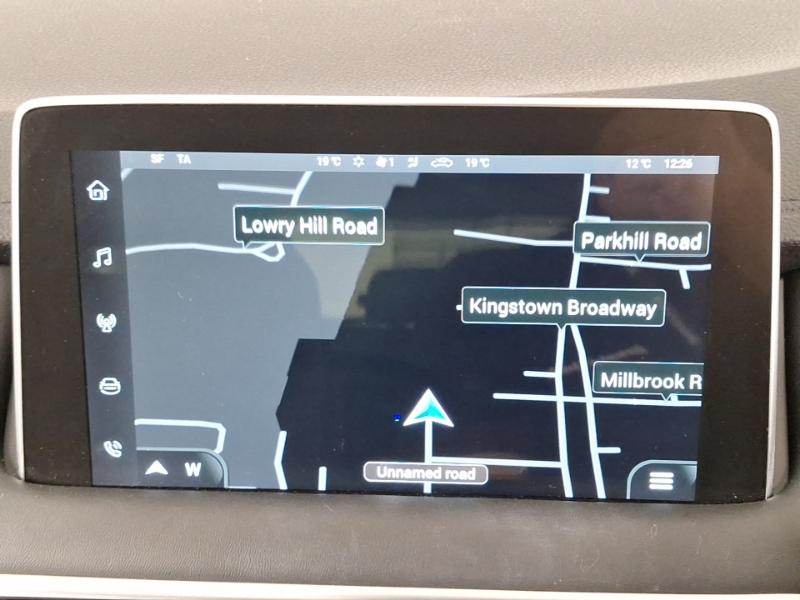 SF TA 19°C 1 19°C 12°C 12:26
Lowry Hill Road
Parkhill Road
Kingstown Broadway
Millbrook R
W
Unnamed road